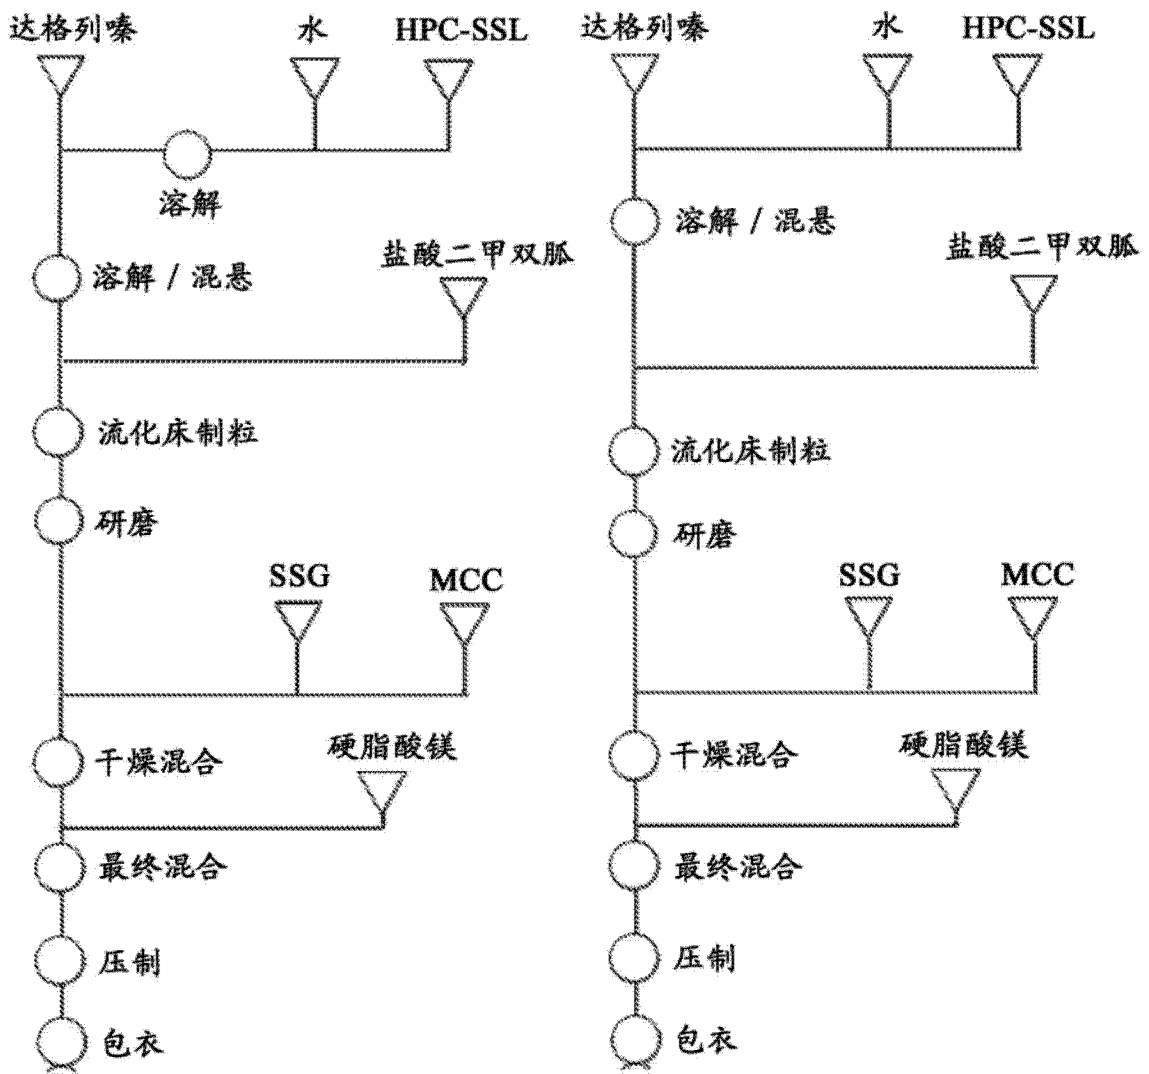 达格列嗪
水
HPC-SSL
溶解
溶解 / 混悬
盐酸二甲双胍
流化床制粒
研磨
SSG
MCC
干燥混合
硬脂酸镁
最终混合
压制
包衣
达格列嗪
水
HPC-SSL
溶解 / 混悬
盐酸二甲双胍
流化床制粒
研磨
SSG
MCC
干燥混合
硬脂酸镁
最终混合
压制
包衣